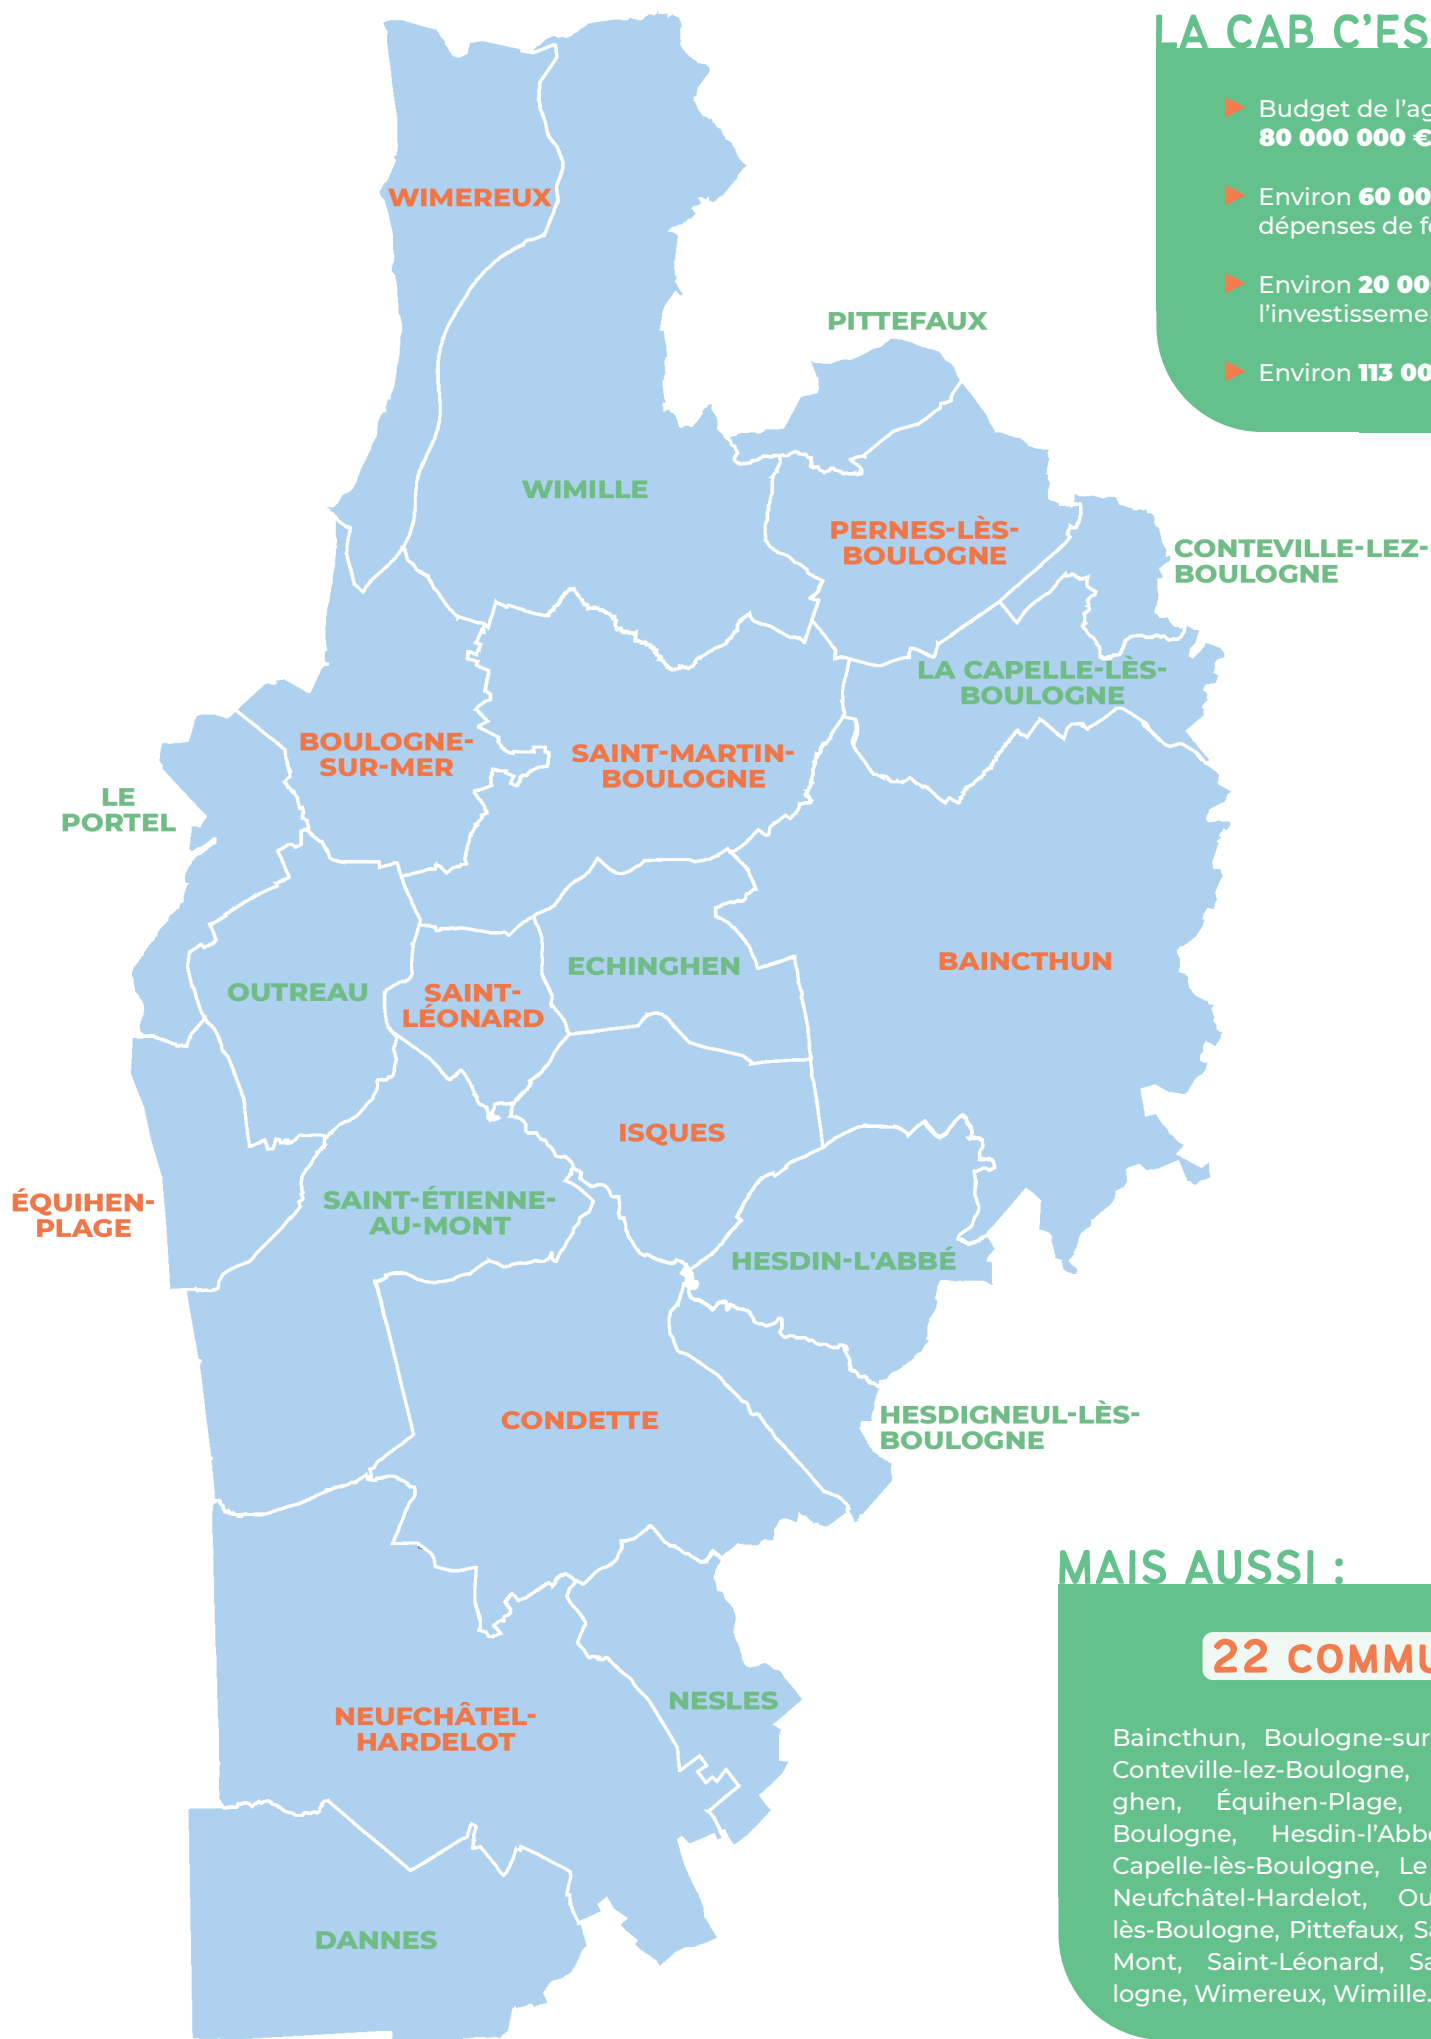 LA CAB C'ES
Budget de l'ag
80 000 000 €
Environ 60 00
dépenses de f
Environ 20 00
l'investisseme
Environ 113 00
WIMEREUX
PITTEFAUX
WIMILLE
PERNES-LÈS-
BOULOGNE
CONTEVILLE-LEZ-
BOULOGNE
LA CAPELLE-LÈS-
BOULOGNE
BOULOGNE-
SUR-MER
SAINT-MARTIN-
BOULOGNE
LE
PORTEL
ECHINGHEN
BAINCTHUN
OUTREAU
SAINT-
LÉONARD
ISQUES
ÉQUIHEN-
PLAGE
SAINT-ÉTIENNE-
AU-MONT
HESDIN-L'ABBÉ
CONDETTE
HESDIGNEUL-LÈS-
BOULOGNE
NESLES
NEUFCHÂTEL-
HARDELOT
DANNES
MAIS AUSSI :
22 COMMU
Baincthun, Boulogne-sur
Conteville-lez-Boulogne,
ghen, Équihen-Plage,
Boulogne, Hesdin-l'Abb
Capelle-lès-Boulogne, Le
Neufchâtel-Hardelot, Ou
lès-Boulogne, Pittefaux, Sa
Mont, Saint-Léonard, Sa
logne, Wimereux, Wimille.